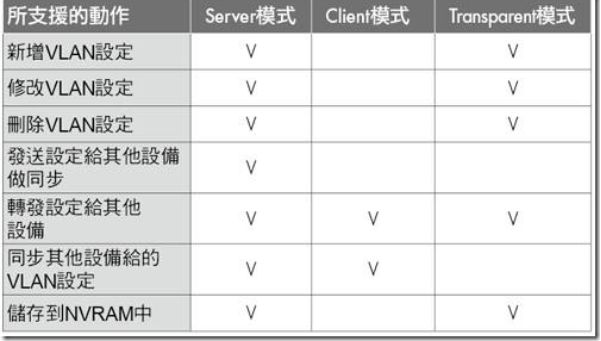 所支援的動作 Server模式 Client模式 Transparent模式
新增VLAN設定 V V
修改VLAN設定 V V
刪除VLAN設定 V V
發送設定給其他設備
做同步 V
轉發設定給其他
設備 V V V
同步其他設備給的
VLAN設定 V V
儲存到NVRAM中 V V